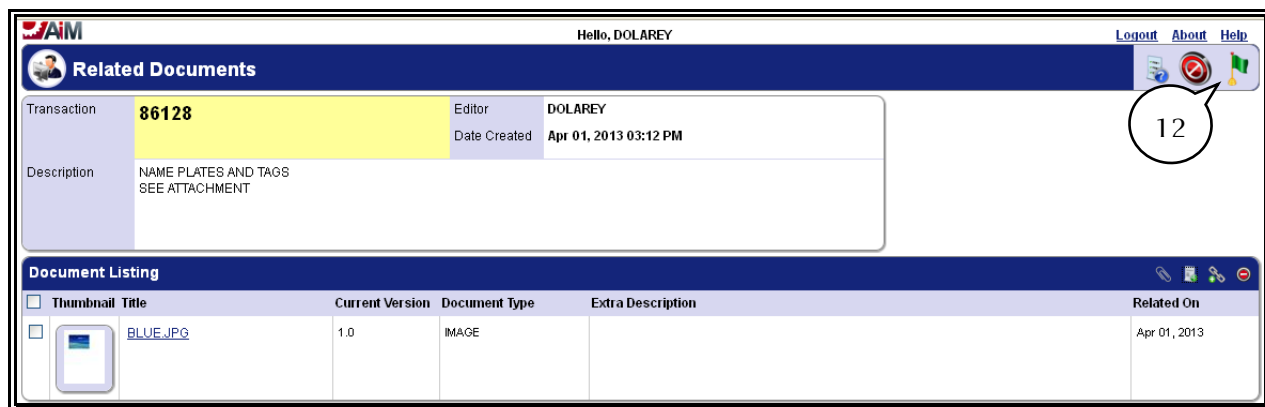 AiM Hello, DOLAREY Logout About Help
Related Documents
12
Transaction 86128 Editor DOLAREY
Date Created Apr 01, 2013 03:12 PM
Description NAME PLATES AND TAGS
SEE ATTACHMENT
Document Listing
Thumbnail Title Current Version Document Type Extra Description Related On
BLUE.JPG 1.0 IMAGE Apr 01, 2013